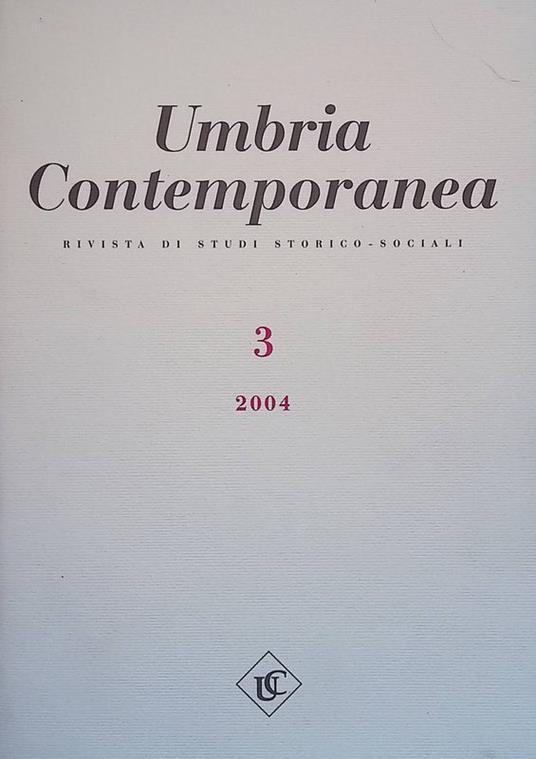 Umbria
Contemporanea
RIVISTA DI STUDI STORICO-SOCIALI
3
2004
UC